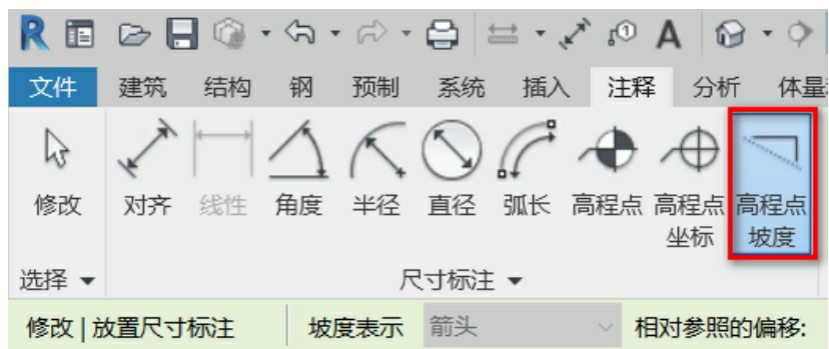 文件 建筑 结构 钢 预制 系统 插入 注释 分析 体量
修改 对齐 线性 角度 半径 直径 弧长 高程点 高程点 高程点
坐标 坡度
选择 尺寸标注
修改 | 放置尺寸标注 坡度表示 箭头 相对参照的偏移: